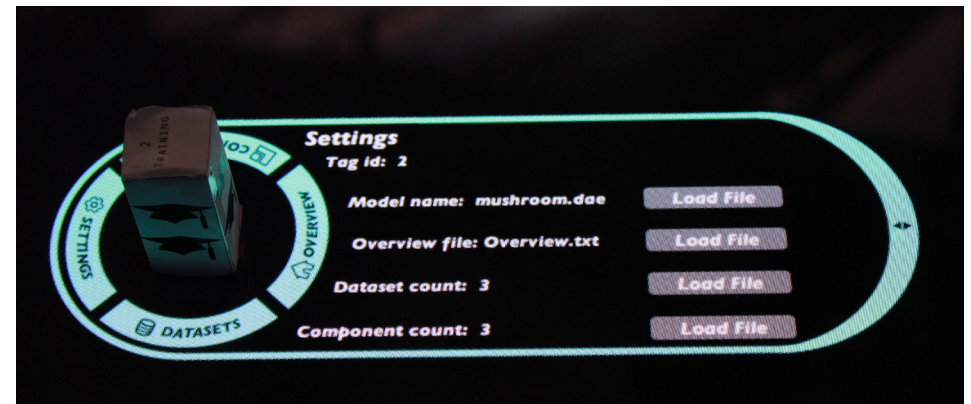 2
TRAINING
SETTINGS
OVERVIEW
DATASETS
Settings
Tag id: 2
Model name: mushroom.dae Load File
Overview file: Overview.txt Load File
Dataset count: 3 Load File
Component count: 3 Load File